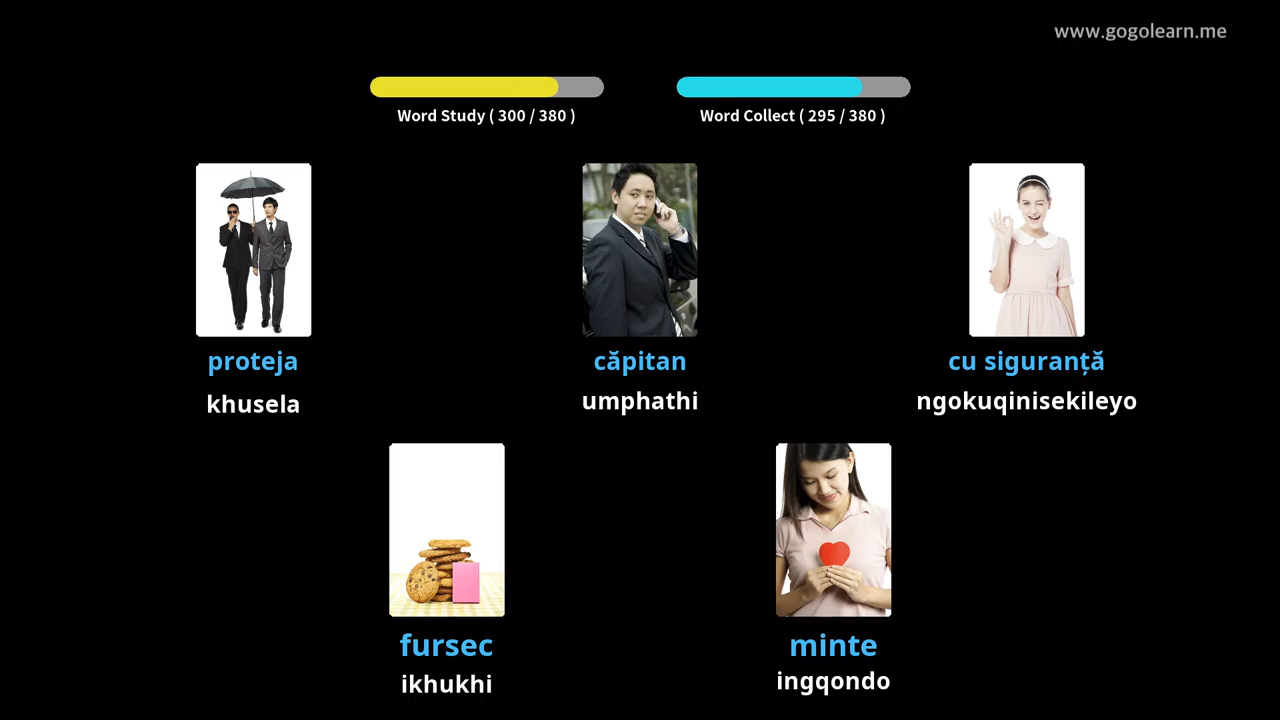 www.gogolearn.me
Word Study ( 300 / 380 )
Word Collect ( 295 / 380 )
proteja
căpitan
cu siguranță
khusela
umphathi
ngokuqinisekileyo
fursec
minte
ikhukhi
ingqondo